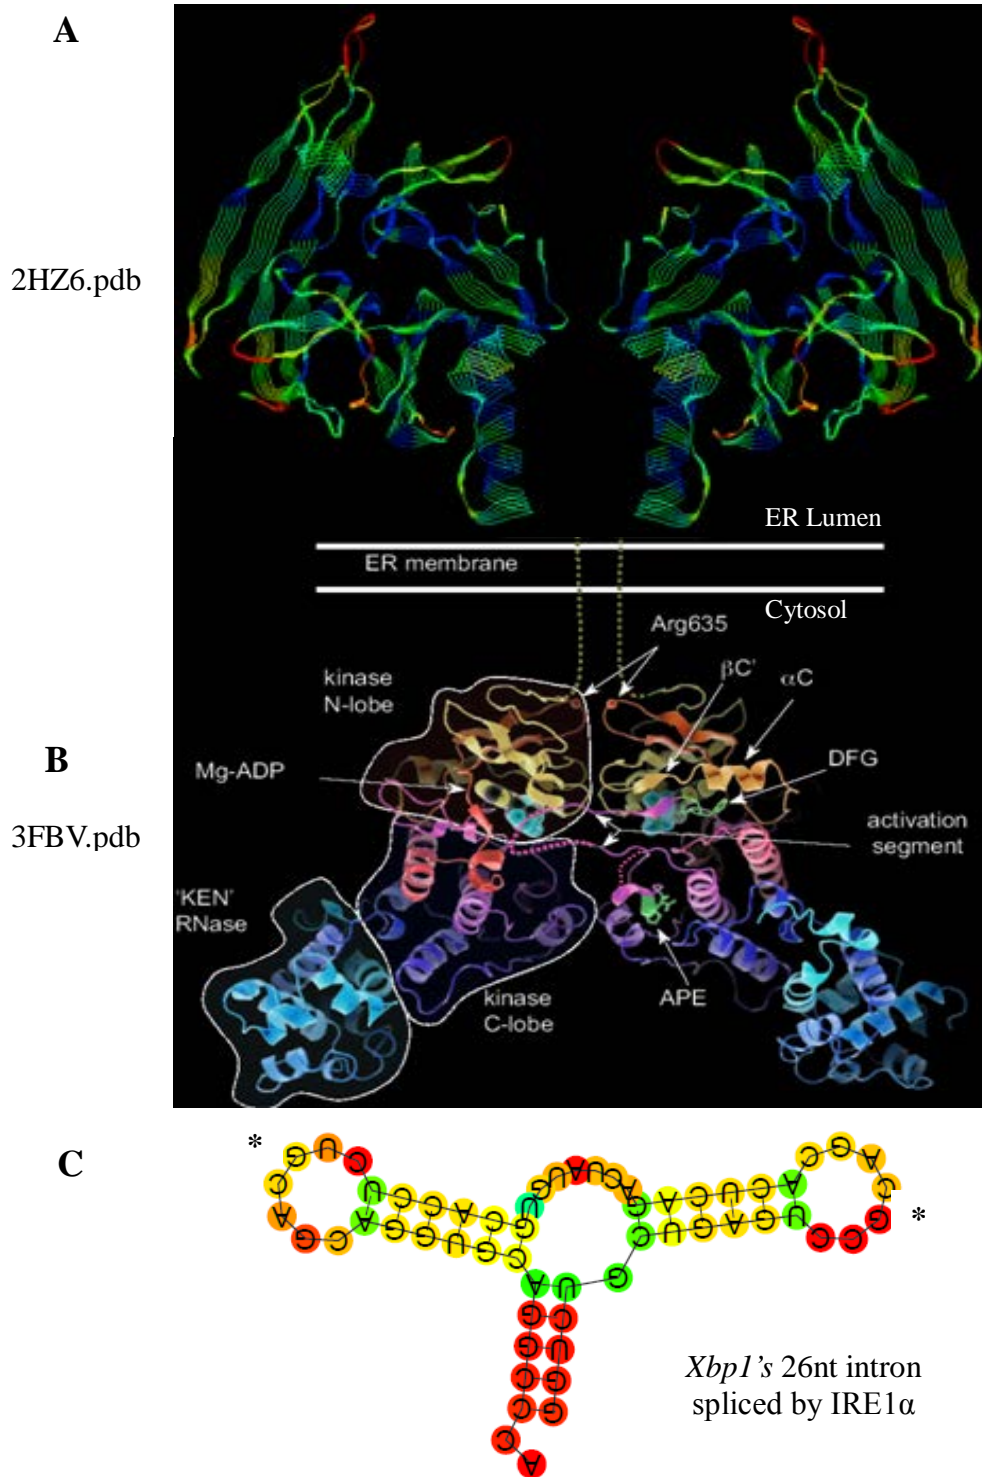 A
2HZ6.pdb
ER Lumen
ER membrane
Cytosol
Arg635
kinase
N-lobe
βC'
αC
B
Mg-ADP
DFG
3FBV.pdb
activation
segment
'KEN'
RNase
kinase
C-lobe
APE
C
*
*
Xbp1's 26nt intron
spliced by IRE1α